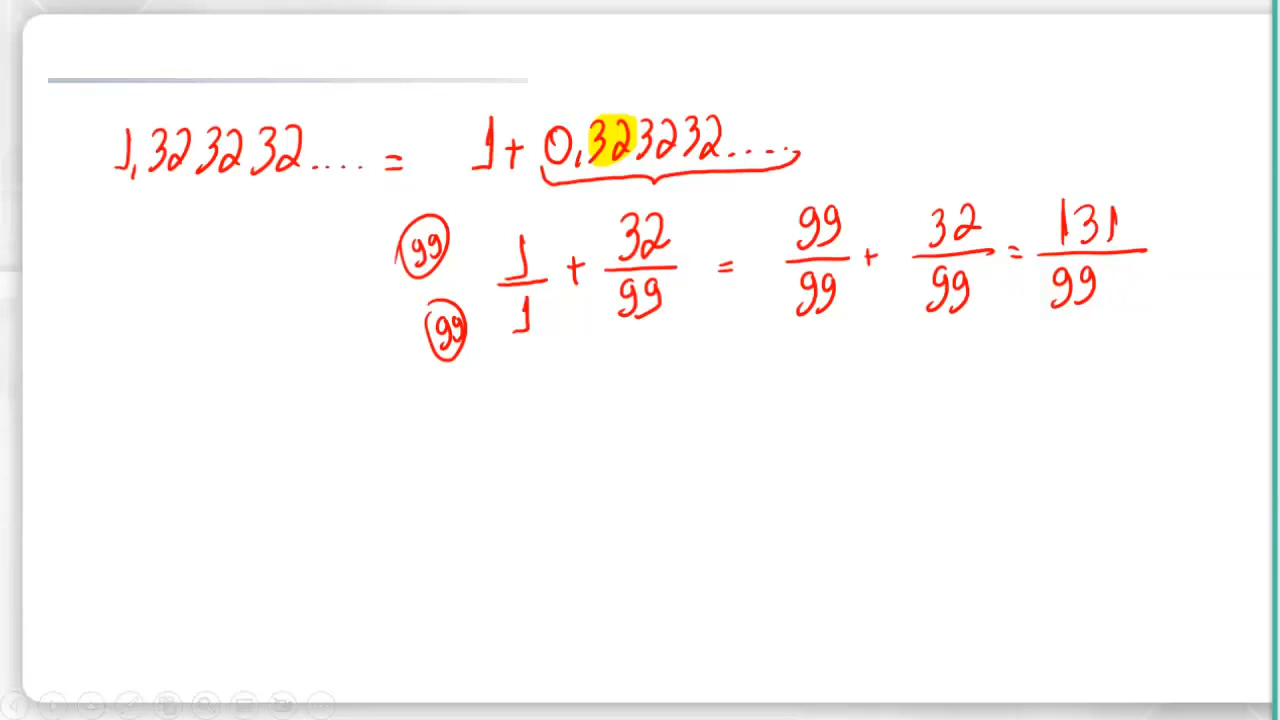 1,323232.... = 1 + 0,323232....
99 1/1 + 32/99 = 99/99 + 32/99 = 131/99
99